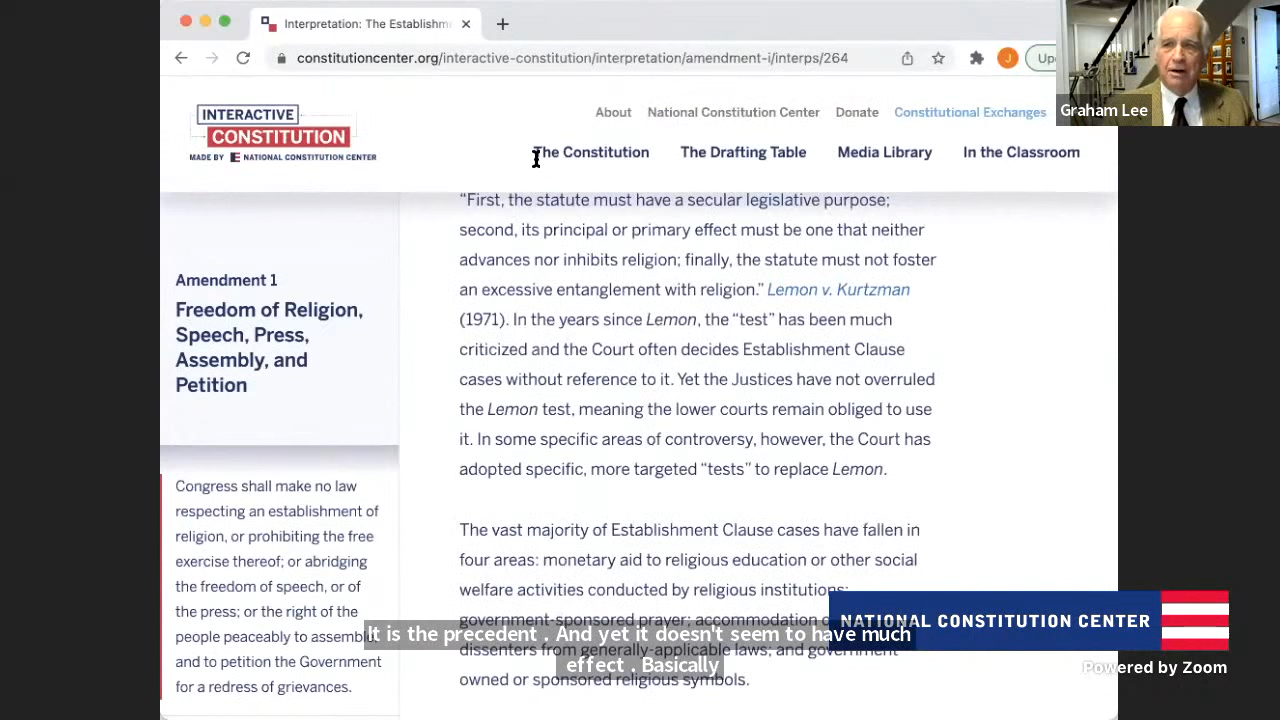 Interpretation: The Establishm
constitutioncenter.org/interactive-constitution/interpretation/amendment-i/interps/264
J
Graham Lee
INTERACTIVE
CONSTITUTION
MADE BY NATIONAL CONSTITUTION CENTER
About National Constitution Center Donate Constitutional Exchanges
The Constitution The Drafting Table Media Library In the Classroom
Amendment 1
Freedom of Religion,
Speech, Press,
Assembly, and
Petition
Congress shall make no law
respecting an establishment of
religion, or prohibiting the free
exercise thereof; or abridging
the freedom of speech, or of
the press; or the right of the
people peaceably to assemble,
and to petition the Government
for a redress of grievances.
“First, the statute must have a secular legislative purpose;
second, its principal or primary effect must be one that neither
advances nor inhibits religion; finally, the statute must not foster
an excessive entanglement with religion.” Lemon v. Kurtzman
(1971). In the years since Lemon, the “test” has been much
criticized and the Court often decides Establishment Clause
cases without reference to it. Yet the Justices have not overruled
the Lemon test, meaning the lower courts remain obliged to use
it. In some specific areas of controversy, however, the Court has
adopted specific, more targeted “tests” to replace Lemon.
The vast majority of Establishment Clause cases have fallen in
four areas: monetary aid to religious education or other social
welfare activities conducted by religious institutions;
government-sponsored prayer; accommodation
dissenters from generally-applicable laws; and government
owned or sponsored religious symbols.
It is the precedent . And yet it doesn't seem to have much
effect . Basically
NATIONAL CONSTITUTION CENTER
Powered by Zoom